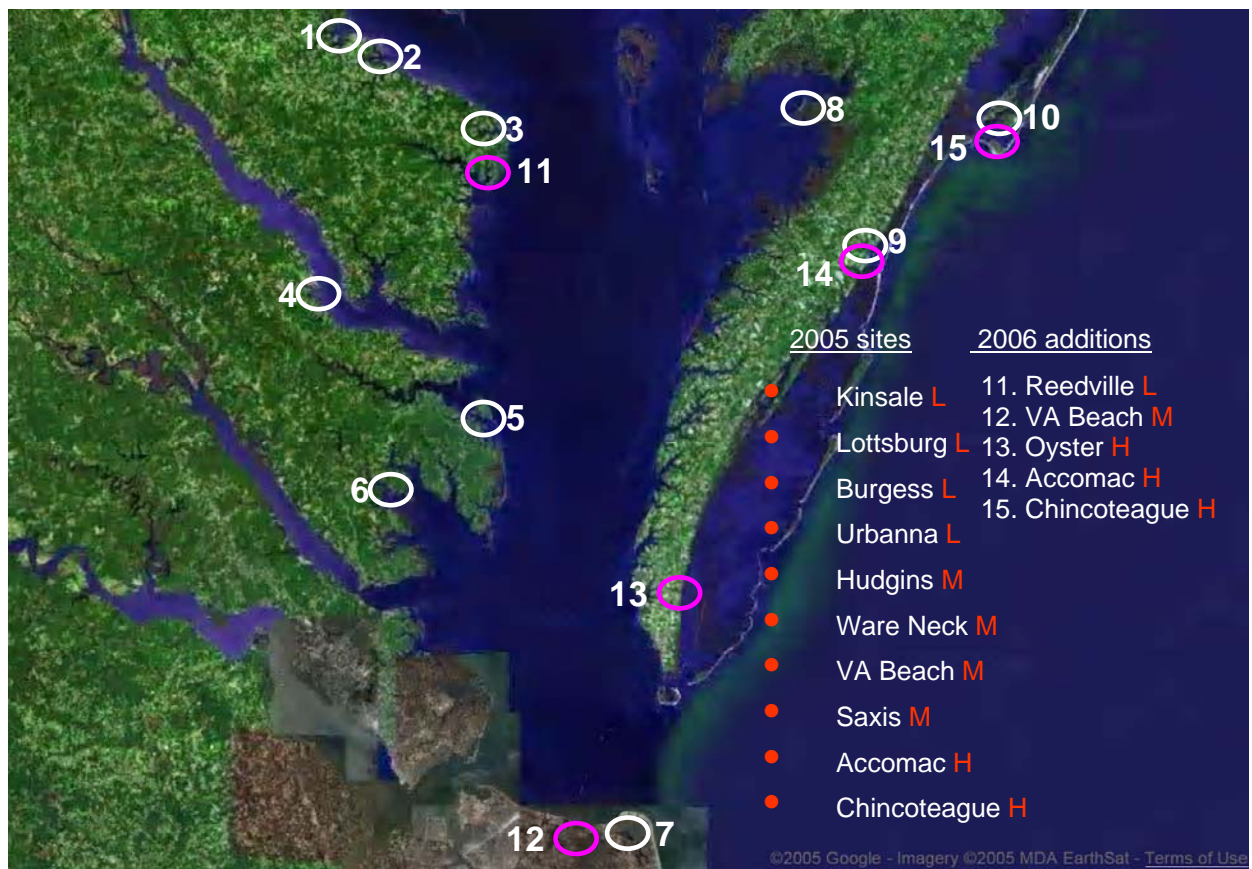 1
2
3
11
4
5
6
8
10
15
9
14
13
12
7
2005 sites
• Kinsale L
• Lottsburg L
• Burgess L
• Urbanna L
• Hudgins M
• Ware Neck M
• VA Beach M
• Saxis M
• Accomac H
• Chincoteague H
2006 additions
11. Reedville L
12. VA Beach M
13. Oyster H
14. Accomac H
15. Chincoteague H
©2005 Google - Imagery ©2005 MDA EarthSat - Terms of Use